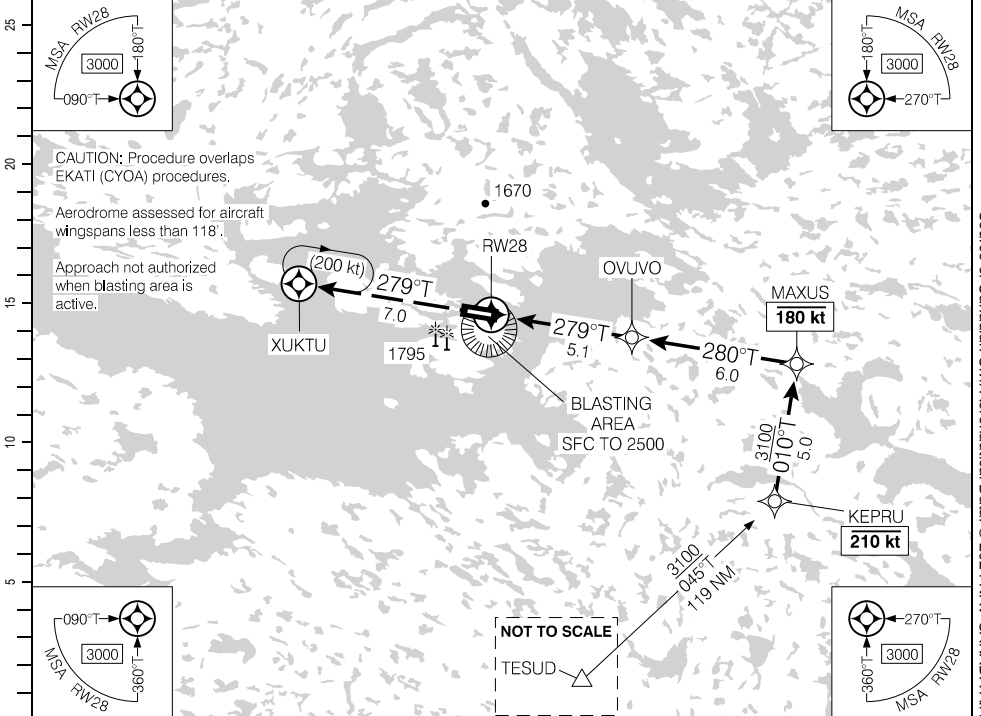 25
20
15
10
5
MSA RW28
3000
180°T
090°T
MSA RW28
3000
180°T
270°T
CAUTION: Procedure overlaps
EKATI (CYOA) procedures.
Aerodrome assessed for aircraft
wingspans less than 118'.
Approach not authorized
when blasting area is
active.
1670
RW28
(200 kt)
279°T
7.0
XUKTU
1795
OVUVO
279°T
5.1
MAXUS
180 kt
280°T
6.0
BLASTING
AREA
SFC TO 2500
3100
010°T
5.0
KEPRU
210 kt
3100
045°T
119 NM
NOT TO SCALE
TESUD
090°T
3000
360°T
MSA RW28
270°T
3000
360°T
MSA RW28